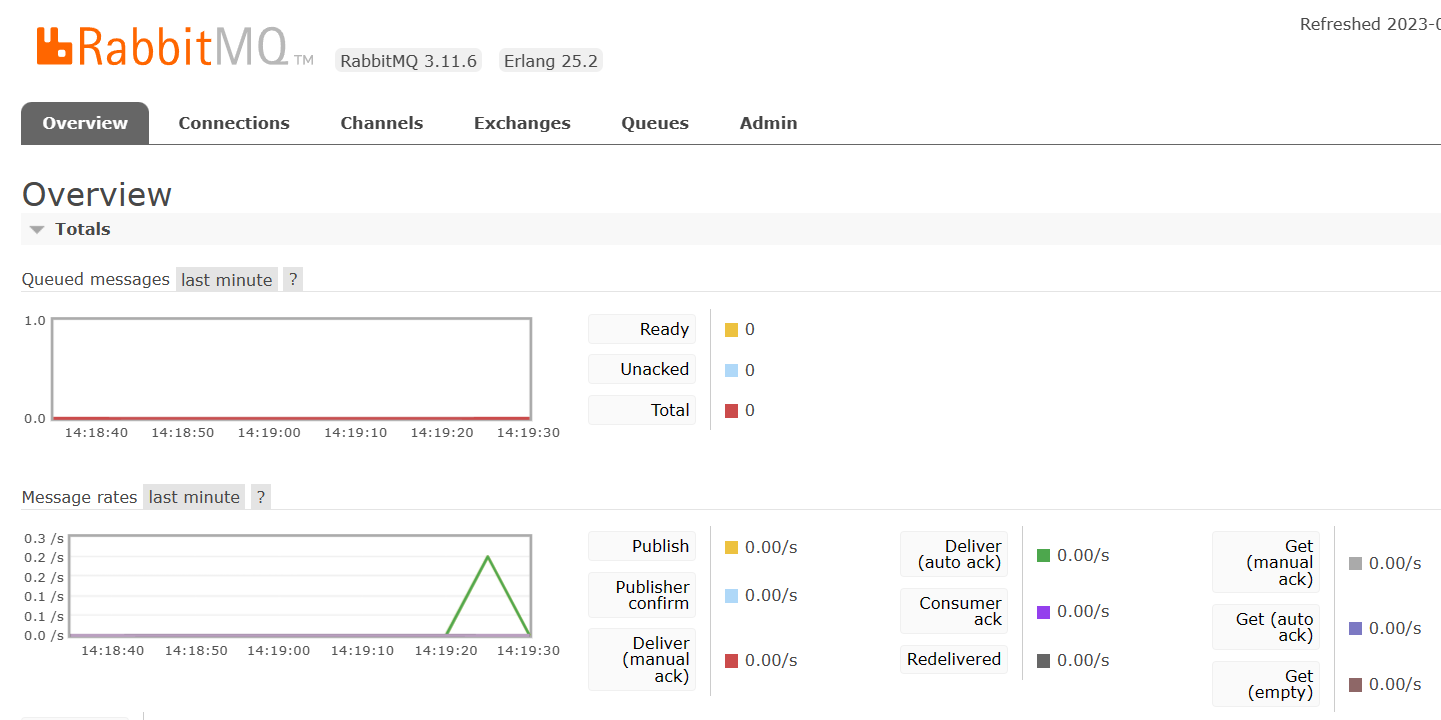 RabbitMQ TM RabbitMQ 3.11.6 Erlang 25.2
Refreshed 2023-0
Overview Connections Channels Exchanges Queues Admin
Overview
Totals
Queued messages last minute ?
1.0
0.0
14:18:40 14:18:50 14:19:00 14:19:10 14:19:20 14:19:30
Ready 0
Unacked 0
Total 0
Message rates last minute ?
0.3 /s
0.2 /s
0.2 /s
0.1 /s
0.1 /s
0.0 /s
14:18:40 14:18:50 14:19:00 14:19:10 14:19:20 14:19:30
Publish 0.00/s
Publisher
confirm 0.00/s
Deliver
(manual 0.00/s
ack)
Deliver
(auto ack) 0.00/s
Consumer
ack 0.00/s
Redelivered 0.00/s
Get
(manual 0.00/s
ack)
Get (auto
ack) 0.00/s
Get
(empty) 0.00/s